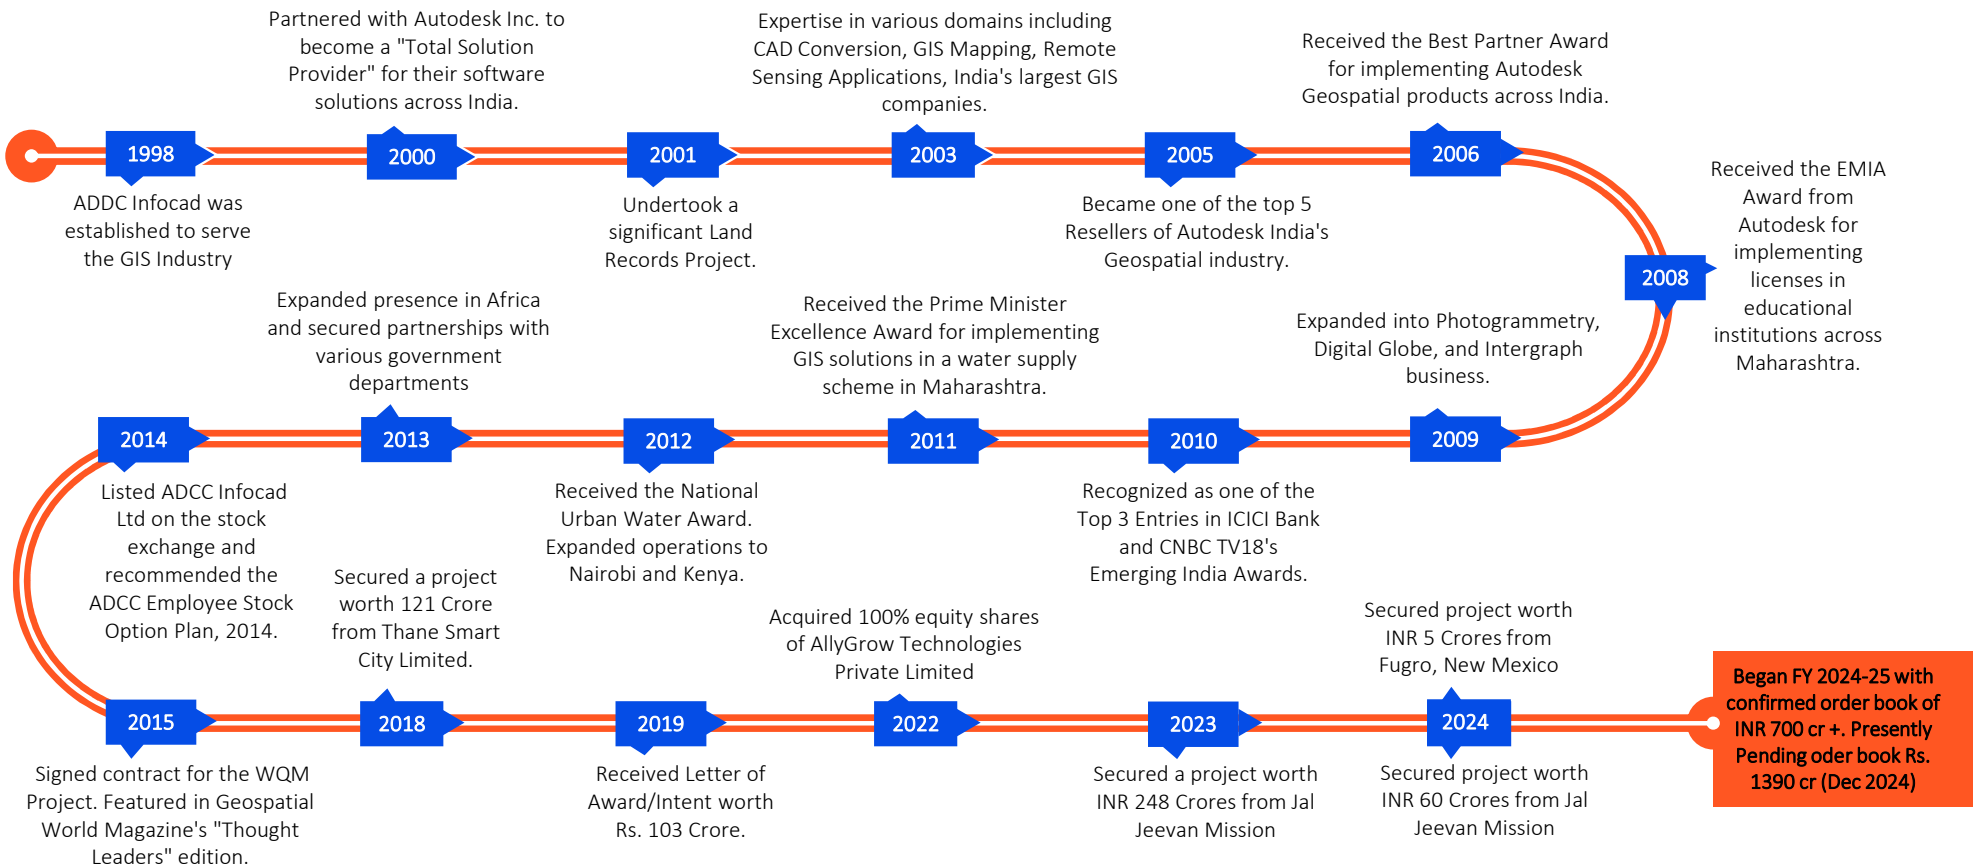 1998
ADDC Infocad was
established to serve
the GIS Industry
Partnered with Autodesk Inc. to
become a "Total Solution
Provider" for their software
solutions across India.
2000
2001
Undertook a
significant Land
Records Project.
Expertise in various domains including
CAD Conversion, GIS Mapping, Remote
Sensing Applications, India's largest GIS
companies.
2003
2005
Became one of the top 5
Resellers of Autodesk India's
Geospatial industry.
Received the Best Partner Award
for implementing Autodesk
Geospatial products across India.
2006
2008
Received the EMIA
Award from
Autodesk for
implementing
licenses in
educational
institutions across
Maharashtra.
Expanded into Photogrammetry,
Digital Globe, and Intergraph
business.
2009
2010
Recognized as one of the
Top 3 Entries in ICICI Bank
and CNBC TV18's
Emerging India Awards.
Received the Prime Minister
Excellence Award for implementing
GIS solutions in a water supply
scheme in Maharashtra.
2011
2012
Received the National
Urban Water Award.
Expanded operations to
Nairobi and Kenya.
Expanded presence in Africa
and secured partnerships with
various government
departments
2013
2014
Listed ADCC Infocad
Ltd on the stock
exchange and
recommended the
ADCC Employee Stock
Option Plan, 2014.
2015
Signed contract for the WQM
Project. Featured in Geospatial
World Magazine's "Thought
Leaders" edition.
Secured a project
worth 121 Crore
from Thane Smart
City Limited.
2018
2019
Received Letter of
Award/Intent worth
Rs. 103 Crore.
Acquired 100% equity shares
of AllyGrow Technologies
Private Limited
2022
2023
Secured a project worth
INR 248 Crores from Jal
Jeevan Mission
Secured project worth
INR 5 Crores from
Fugro, New Mexico
2024
Secured project worth
INR 60 Crores from Jal
Jeevan Mission
Began FY 2024-25 with
confirmed order book of
INR 700 cr +. Presently
Pending oder book Rs.
1390 cr (Dec 2024)